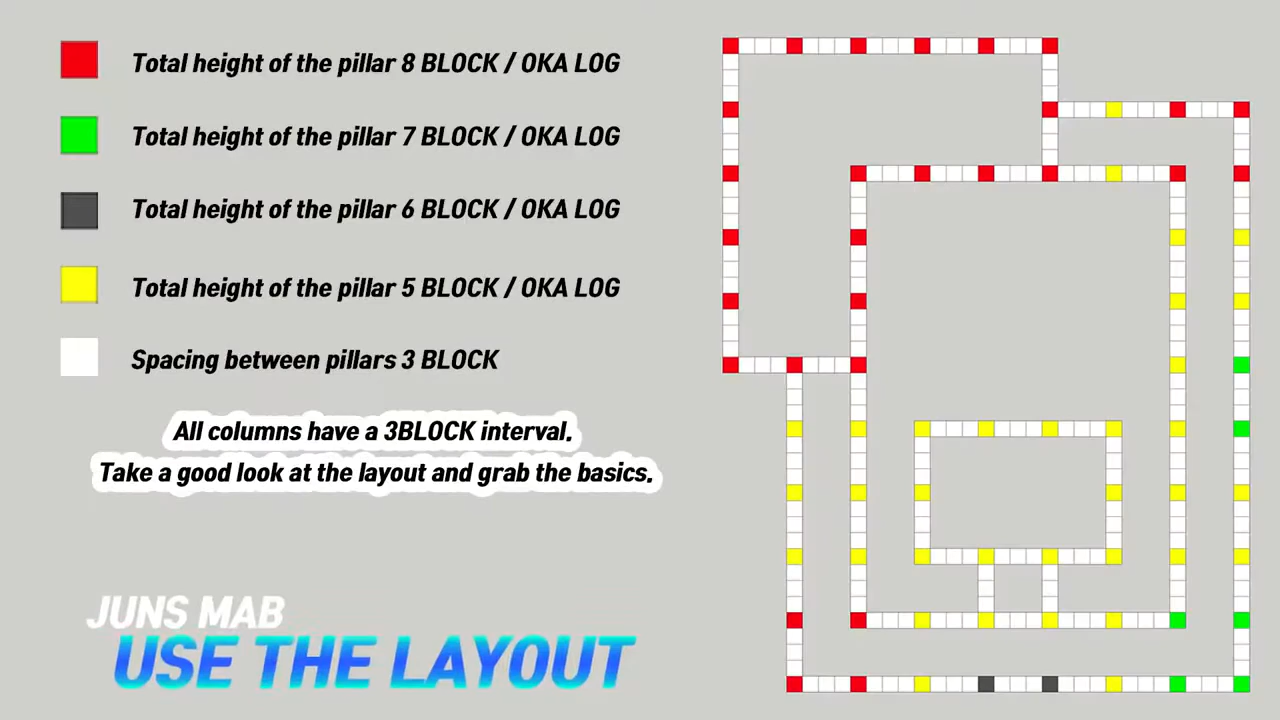 Total height of the pillar 8 BLOCK / OKA LOG
Total height of the pillar 7 BLOCK / OKA LOG
Total height of the pillar 6 BLOCK / OKA LOG
Total height of the pillar 5 BLOCK / OKA LOG
Spacing between pillars 3 BLOCK
All columns have a 3BLOCK interval.
Take a good look at the layout and grab the basics.
JUNS MAB
USE THE LAYOUT